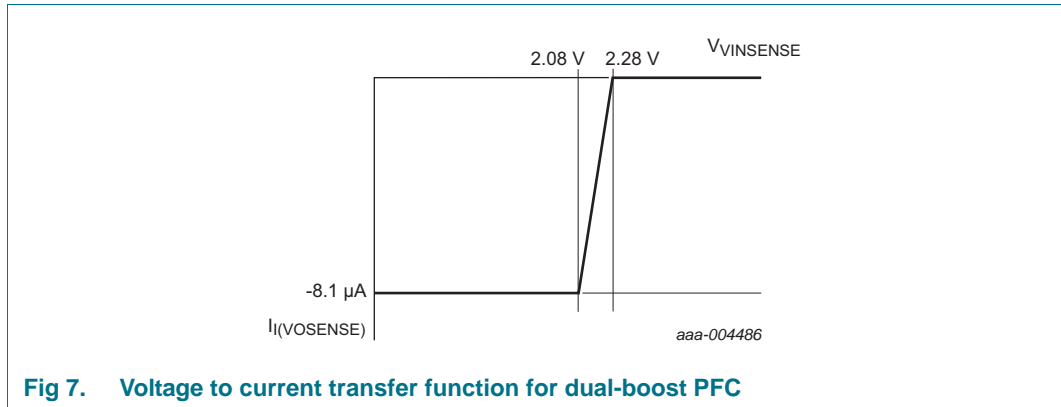 VVINSENSE
2.08 V 2.28 V
-8.1 µA
II(VOSENSE)
aaa-004486
Fig 7. Voltage to current transfer function for dual-boost PFC